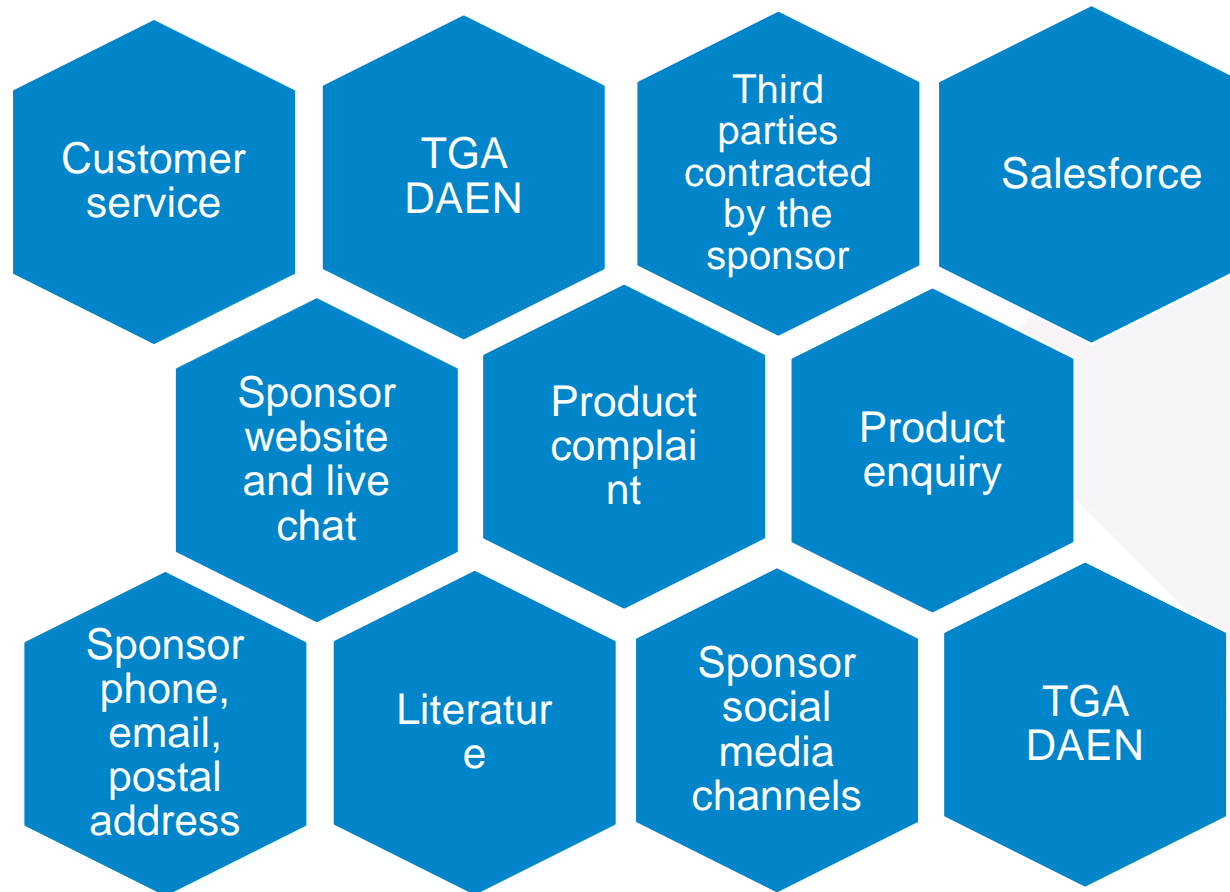 Customer
service
TGA
DAEN
Third
parties
contracted
by the
sponsor
Salesforce
Sponsor
website
and live
chat
Product
complai
nt
Product
enquiry
Sponsor
phone,
email,
postal
address
Literatur
e
Sponsor
social
media
channels
TGA
DAEN